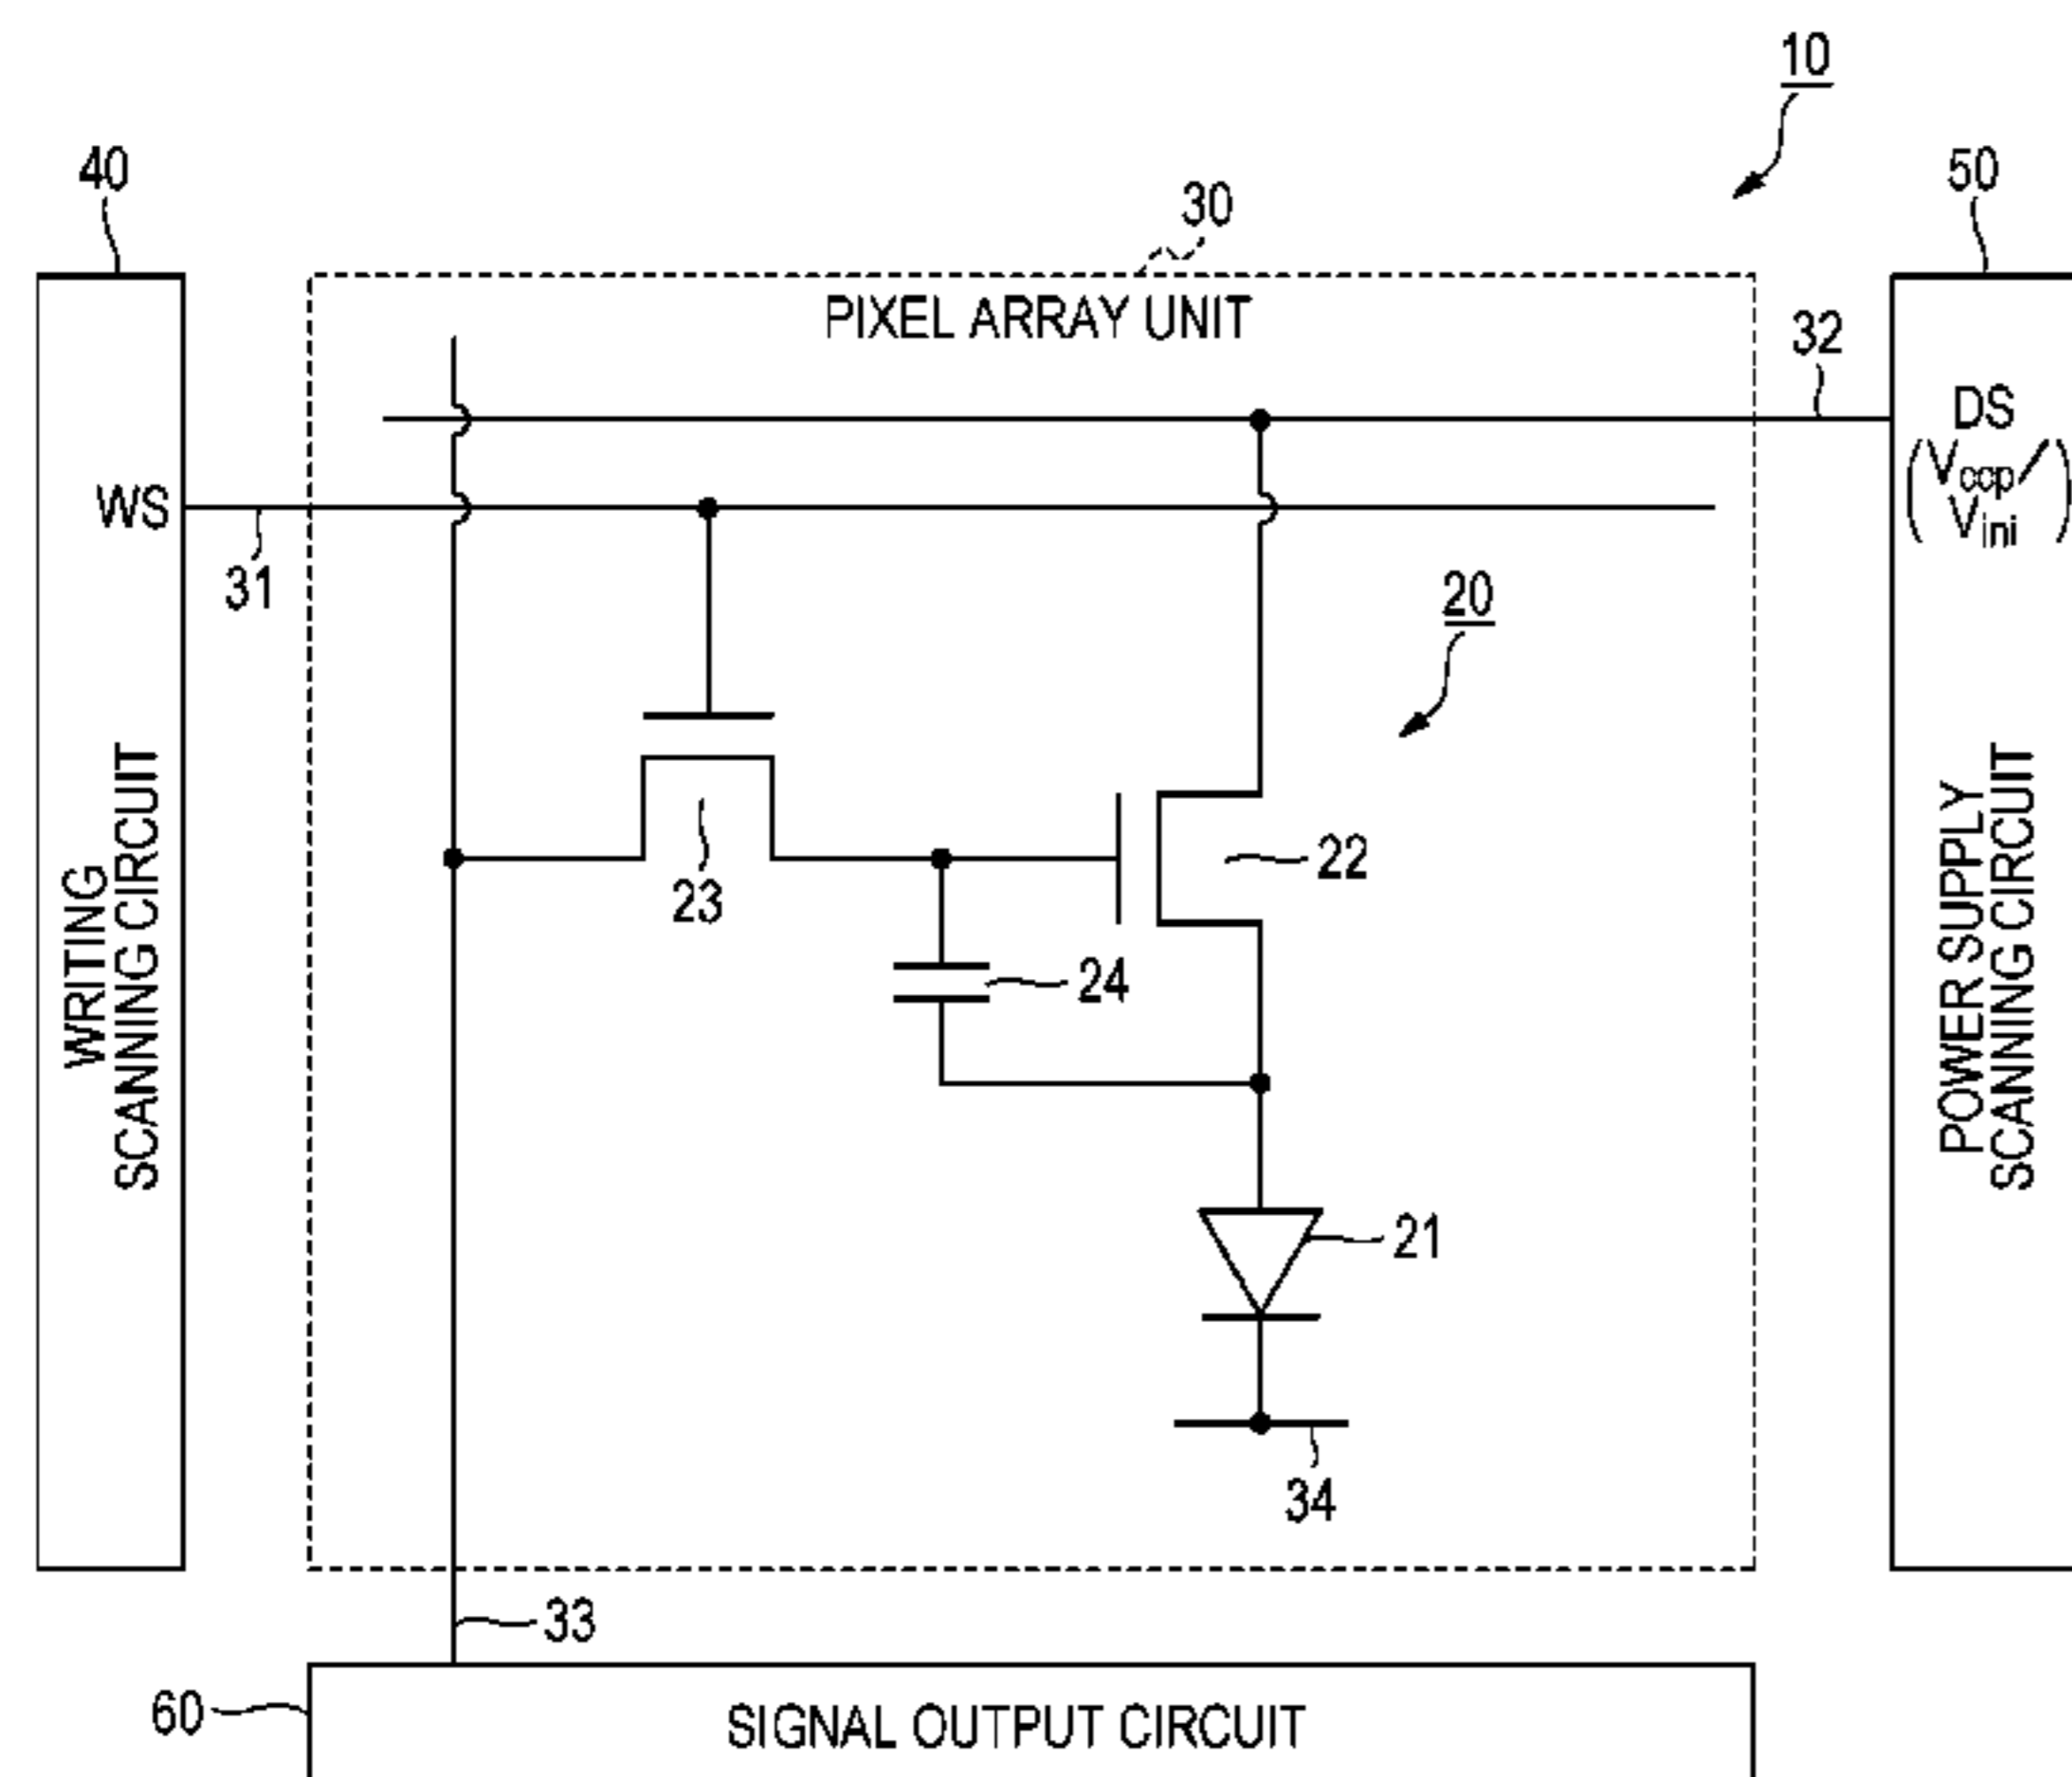 10
40
50
30
PIXEL ARRAY UNIT
32
DS
(Vccp/
Vini)
WS
31
20
23
22
24
WRITING
SCANNING CIRCUIT
POWER SUPPLY
SCANNING CIRCUIT
21
34
33
60
SIGNAL OUTPUT CIRCUIT